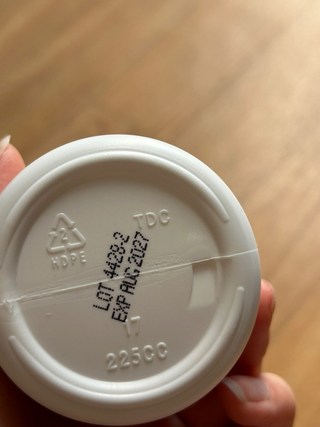 TDC
2
HDPE
LOT 4428-2
EXP AUG 2027
17
225CC